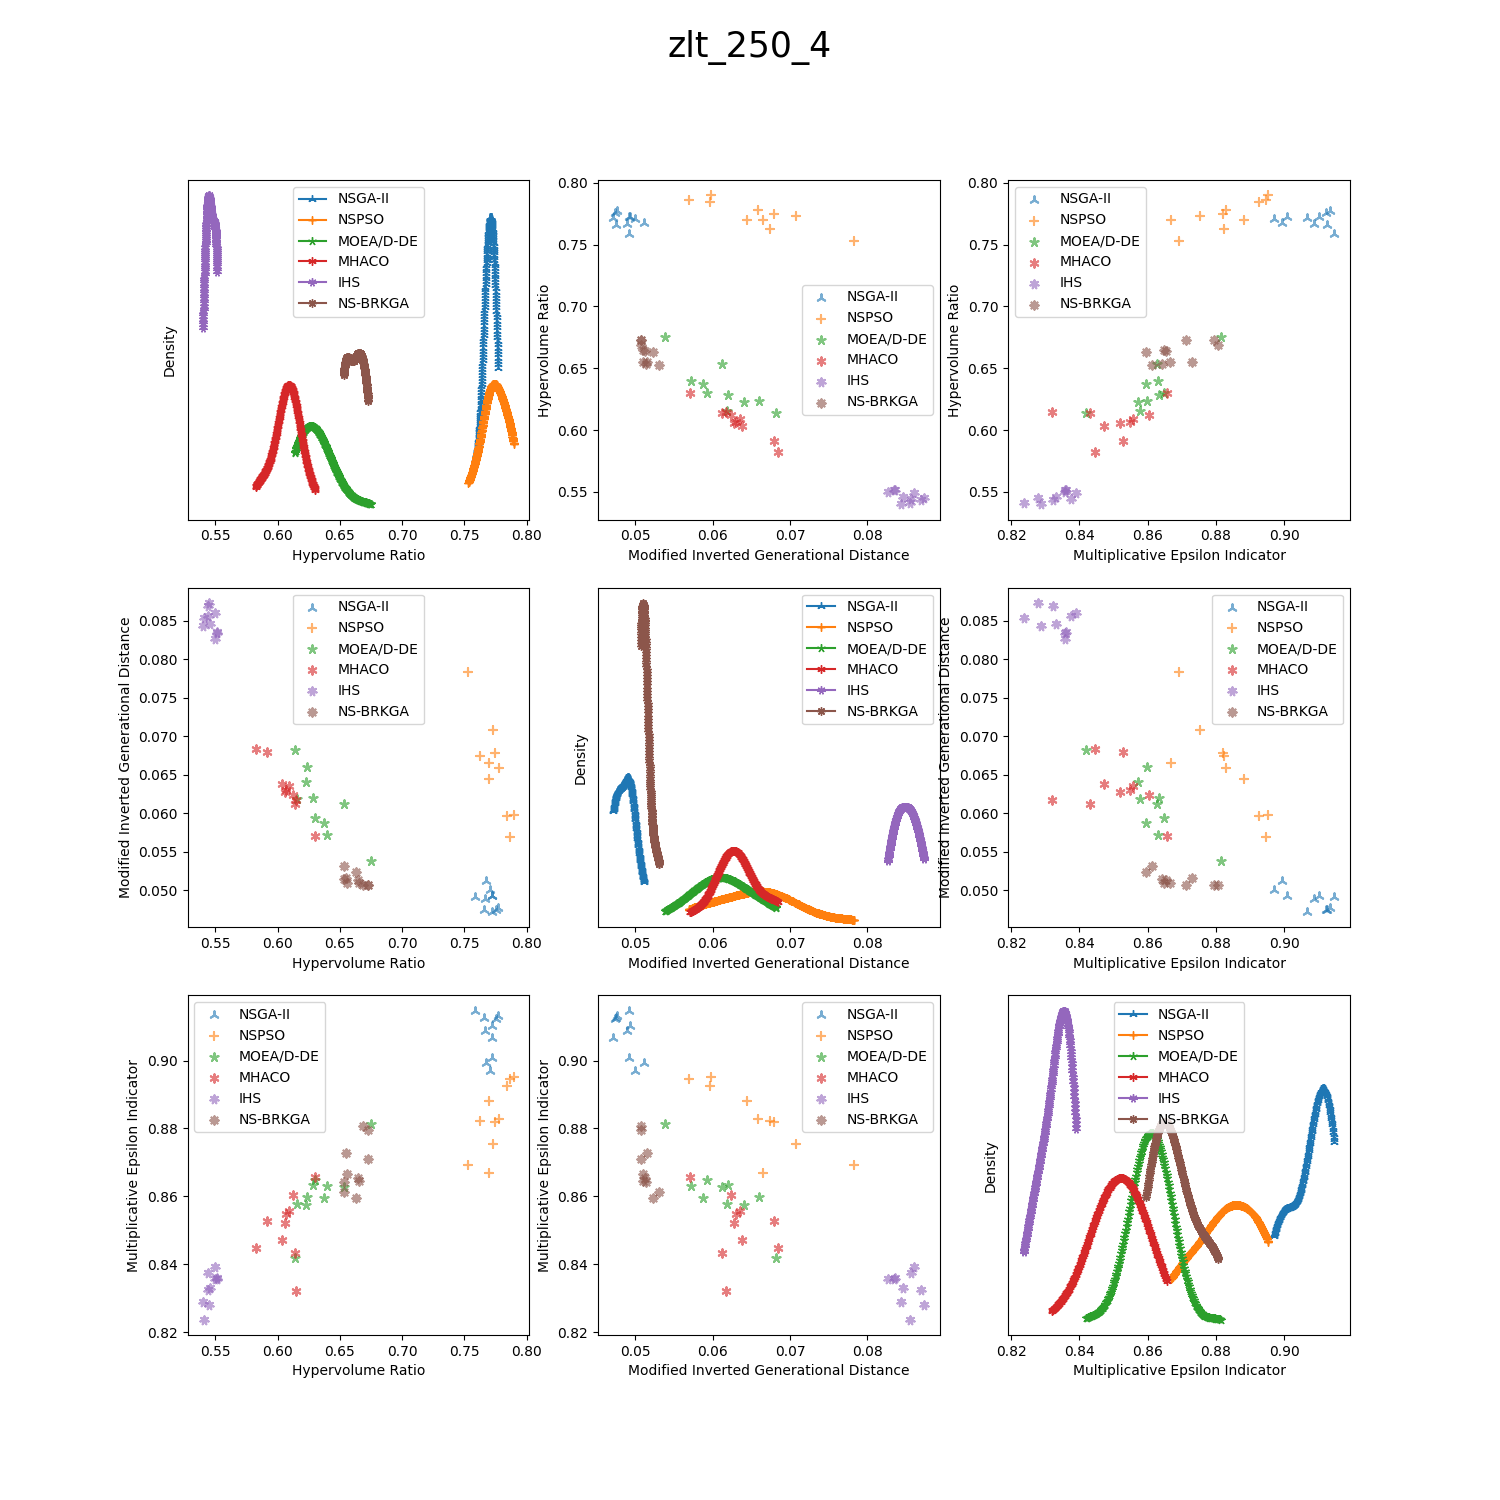 zlt_250_4
Density
NSGA-II
NSPSO
MOEA/D-DE
MHACO
IHS
NS-BRKGA
0.55 0.60 0.65 0.70 0.75 0.80
Hypervolume Ratio
Hypervolume Ratio
0.80
0.75
0.70
0.65
0.60
0.55
NSGA-II
NSPSO
MOEA/D-DE
MHACO
IHS
NS-BRKGA
0.05 0.06 0.07 0.08
Modified Inverted Generational Distance
Hypervolume Ratio
0.80
0.75
0.70
0.65
0.60
0.55
NSGA-II
NSPSO
MOEA/D-DE
MHACO
IHS
NS-BRKGA
0.82 0.84 0.86 0.88 0.90
Multiplicative Epsilon Indicator
Modified Inverted Generational Distance
0.085
0.080
0.075
0.070
0.065
0.060
0.055
0.050
NSGA-II
NSPSO
MOEA/D-DE
MHACO
IHS
NS-BRKGA
0.55 0.60 0.65 0.70 0.75 0.80
Hypervolume Ratio
Density
NSGA-II
NSPSO
MOEA/D-DE
MHACO
IHS
NS-BRKGA
0.05 0.06 0.07 0.08
Modified Inverted Generational Distance
Modified Inverted Generational Distance
0.085
0.080
0.075
0.070
0.065
0.060
0.055
0.050
NSGA-II
NSPSO
MOEA/D-DE
MHACO
IHS
NS-BRKGA
0.82 0.84 0.86 0.88 0.90
Multiplicative Epsilon Indicator
Multiplicative Epsilon Indicator
0.90
0.88
0.86
0.84
0.82
NSGA-II
NSPSO
MOEA/D-DE
MHACO
IHS
NS-BRKGA
0.55 0.60 0.65 0.70 0.75 0.80
Hypervolume Ratio
Multiplicative Epsilon Indicator
0.90
0.88
0.86
0.84
0.82
NSGA-II
NSPSO
MOEA/D-DE
MHACO
IHS
NS-BRKGA
0.05 0.06 0.07 0.08
Modified Inverted Generational Distance
Density
NSGA-II
NSPSO
MOEA/D-DE
MHACO
IHS
NS-BRKGA
0.82 0.84 0.86 0.88 0.90
Multiplicative Epsilon Indicator